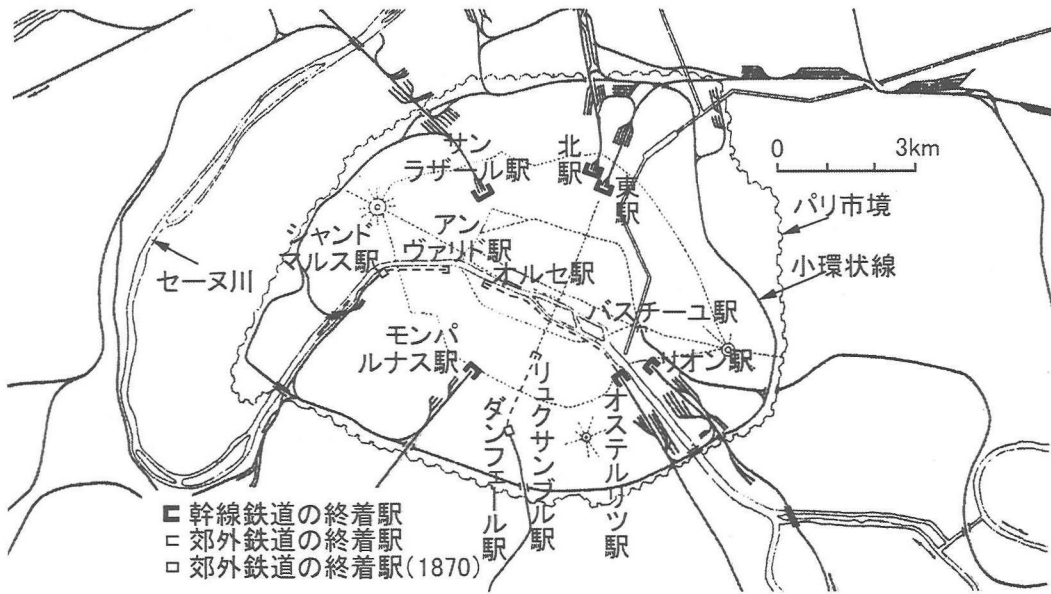 サン
ラザール駅
北
駅
東
駅
0 3km
パリ市境
小環状線
セーヌ川
シャンド
マルス駅
アン
ヴァリト駅
オルセ駅
バスチーユ駅
モンパ
ルナス駅
リオン駅
オステルリッツ駅
リュクサンブル駅
ダンフェール駅
幹線鉄道の終着駅
郊外鉄道の終着駅
郊外鉄道の終着駅(1870)